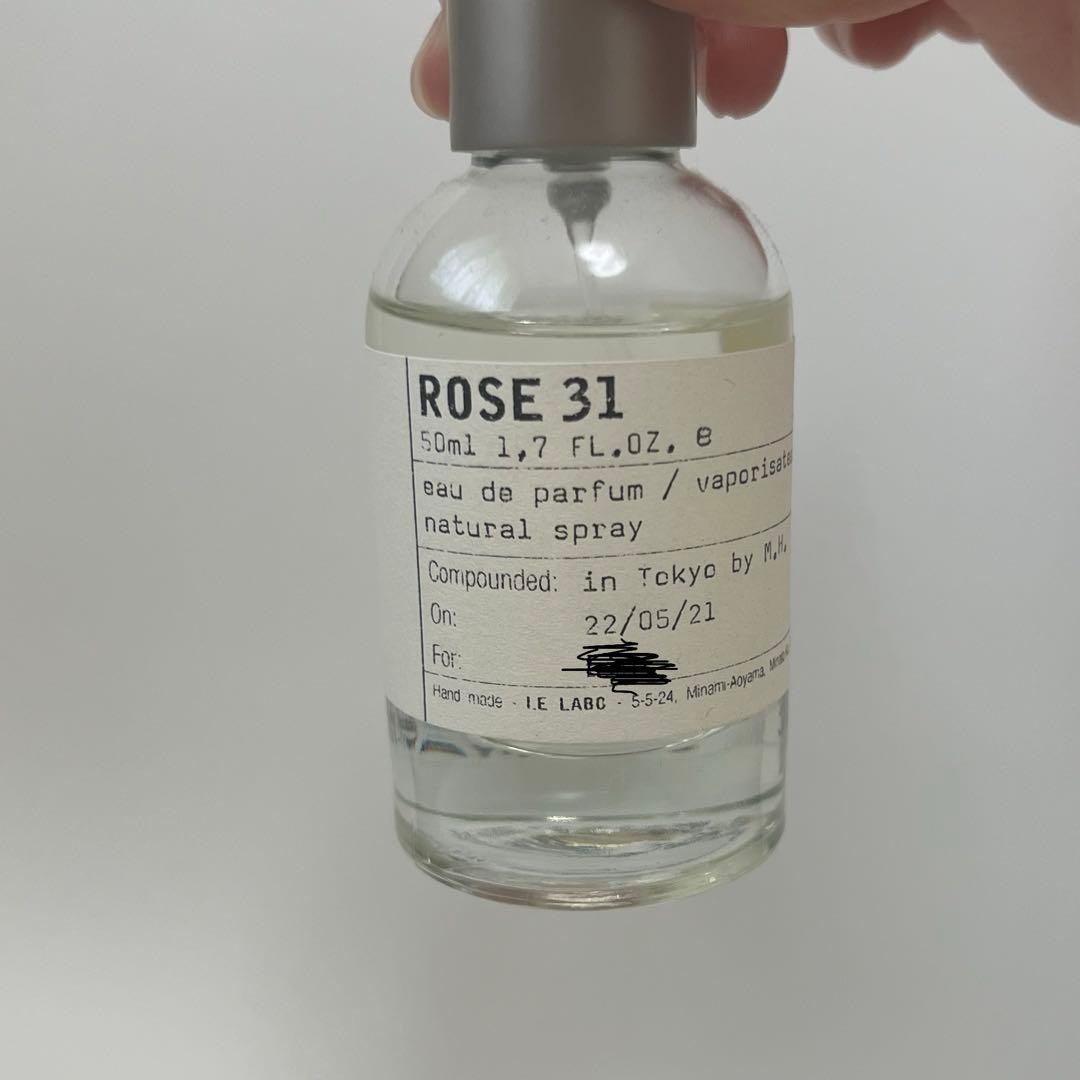 ROSE 31
50ml 1,7 FL.OZ. e
eau de parfum / vaporisate
natural spray
Compounded: in Tokyo by M.H.
On: 22/05/21
For:
Hand made - LE LABO - 5-5-24, Minami-Aoyama,